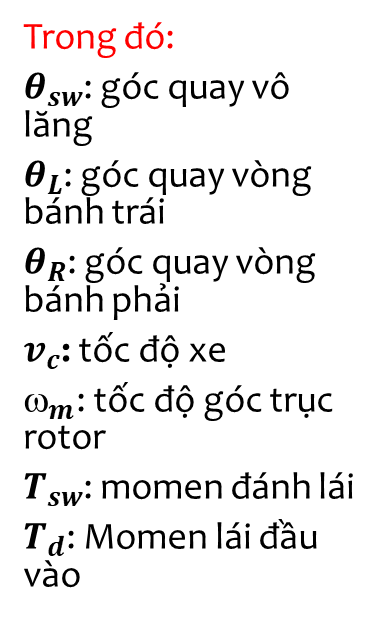 Trong đó:
θsw: góc quay vô
lăng
θL: góc quay vòng
bánh trái
θR: góc quay vòng
bánh phải
vc: tốc độ xe
ωm: tốc độ góc trục
rotor
Tsw: momen đánh lái
Td: Momen lái đầu
vào